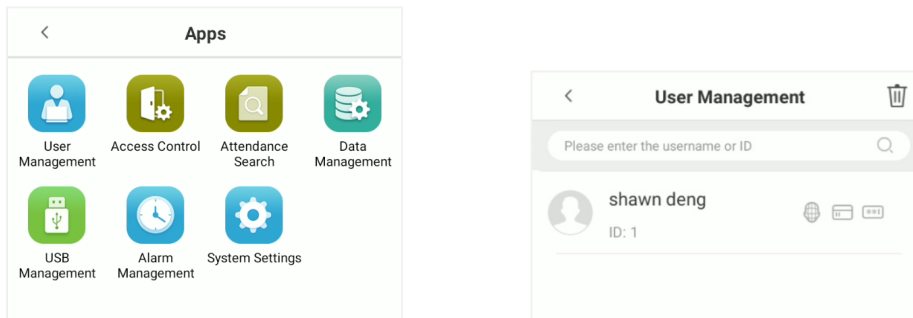 Apps
User
Management
Access Control
Attendance
Search
Data
Management
USB
Management
Alarm
Management
System Settings
User Management
Please enter the username or ID
shawn deng
ID: 1